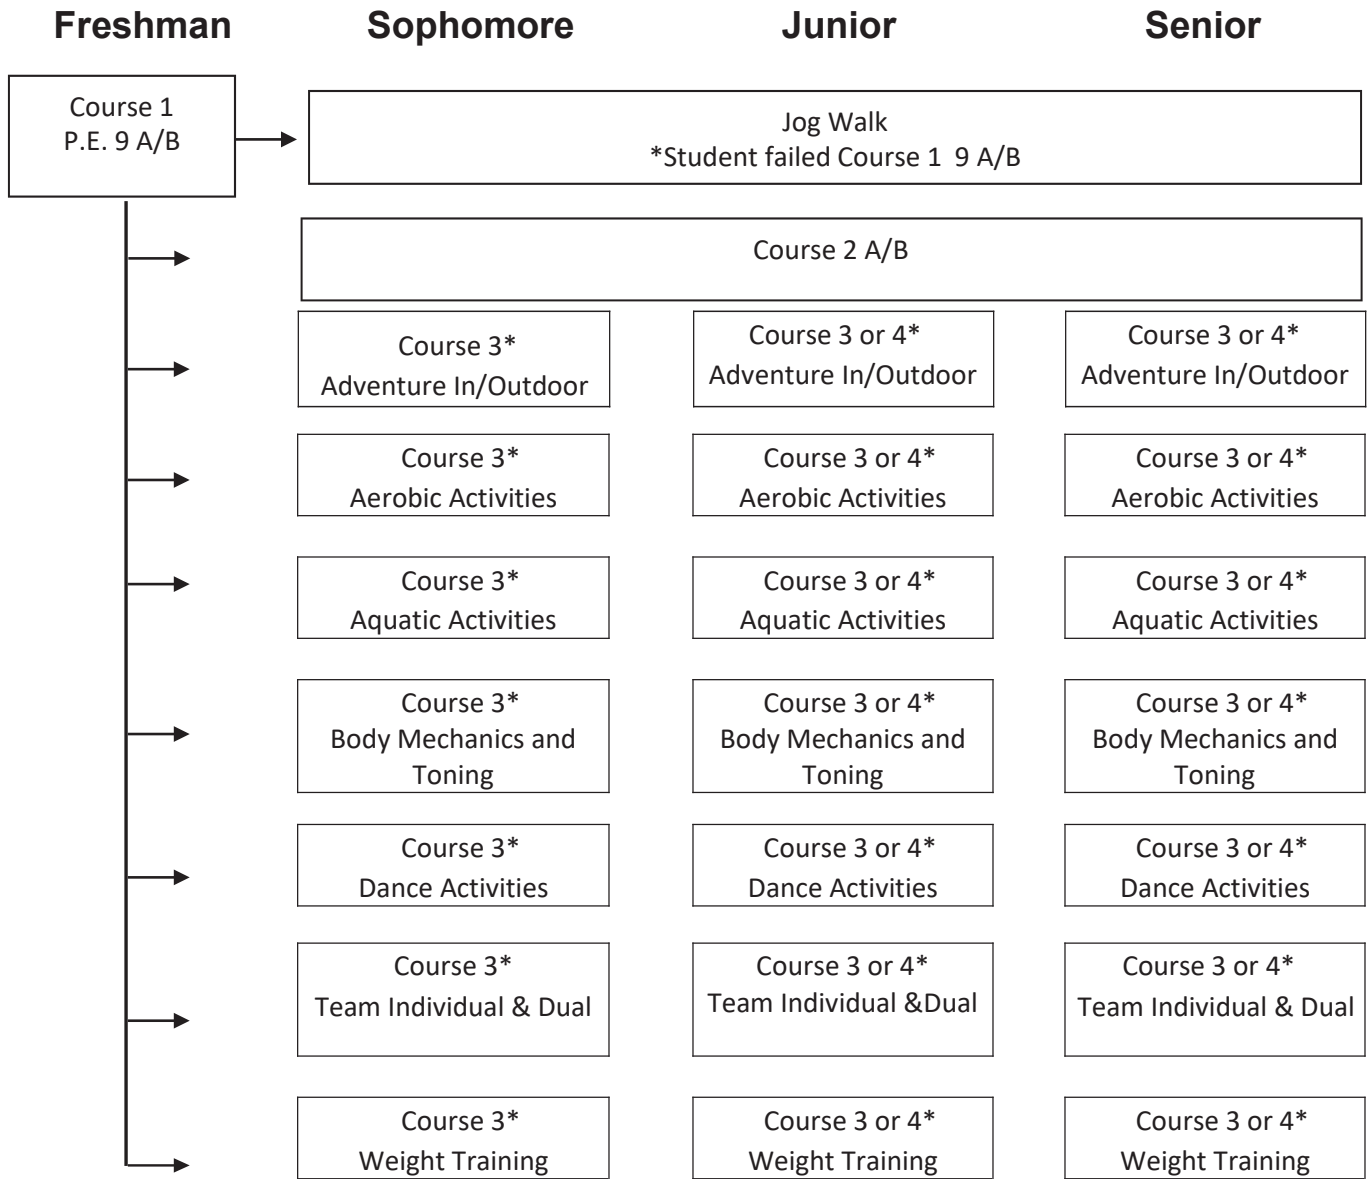 Freshman
Sophomore
Junior
Senior
Course 1
P.E. 9 A/B
Jog Walk
*Student failed Course 1  9 A/B
Course 2 A/B
Course 3*
Adventure In/Outdoor
Course 3 or 4*
Adventure In/Outdoor
Course 3 or 4*
Adventure In/Outdoor
Course 3*
Aerobic Activities
Course 3 or 4*
Aerobic Activities
Course 3 or 4*
Aerobic Activities
Course 3*
Aquatic Activities
Course 3 or 4*
Aquatic Activities
Course 3 or 4*
Aquatic Activities
Course 3*
Body Mechanics and
Toning
Course 3 or 4*
Body Mechanics and
Toning
Course 3 or 4*
Body Mechanics and
Toning
Course 3*
Dance Activities
Course 3 or 4*
Dance Activities
Course 3 or 4*
Dance Activities
Course 3*
Team Individual & Dual
Course 3 or 4*
Team Individual &Dual
Course 3 or 4*
Team Individual & Dual
Course 3*
Weight Training
Course 3 or 4*
Weight Training
Course 3 or 4*
Weight Training